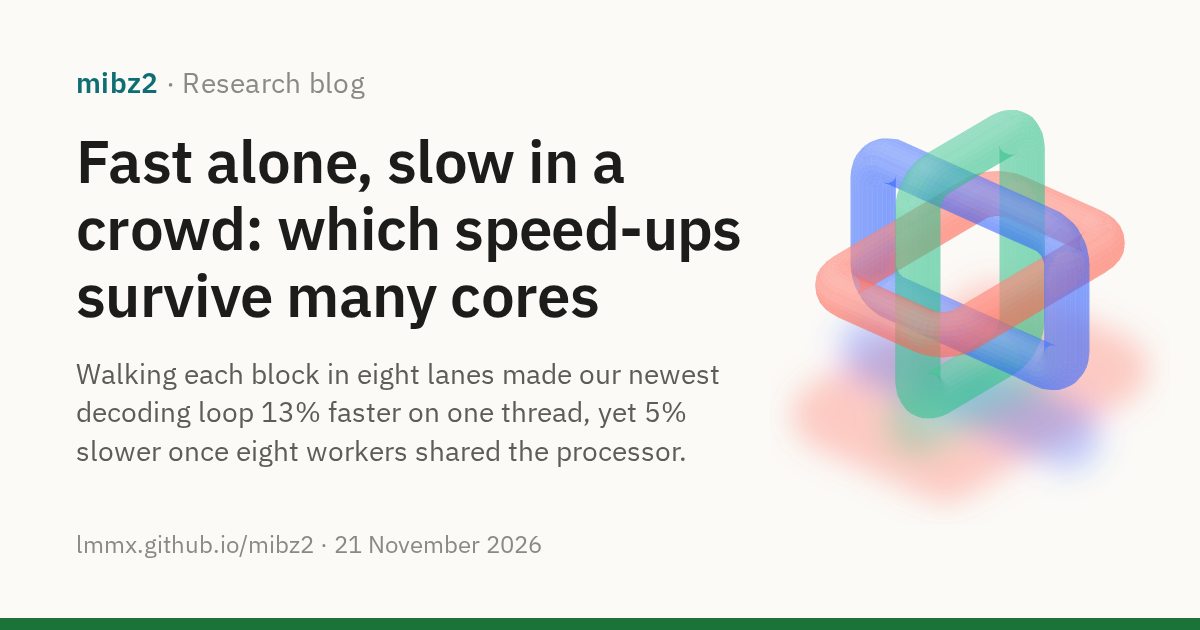 mibz2 · Research blog
Fast alone, slow in a
crowd: which speed-ups
survive many cores
Walking each block in eight lanes made our newest
decoding loop 13% faster on one thread, yet 5%
slower once eight workers shared the processor.
lmmx.github.io/mibz2 · 21 November 2026